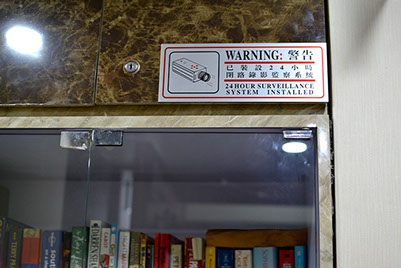 WARNING: 警告
已裝設24小時
閉路錄影監察系統
24 HOUR SURVEILLANCE
SYSTEM INSTALLED